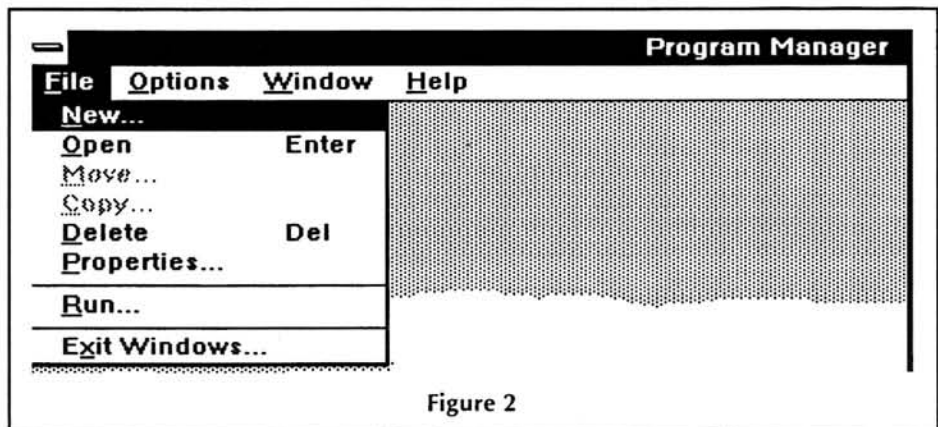 Program Manager
File Options Window Help
New...
Open Enter
Move...
Copy...
Delete Del
Properties...
Run...
Exit Windows...
Figure 2